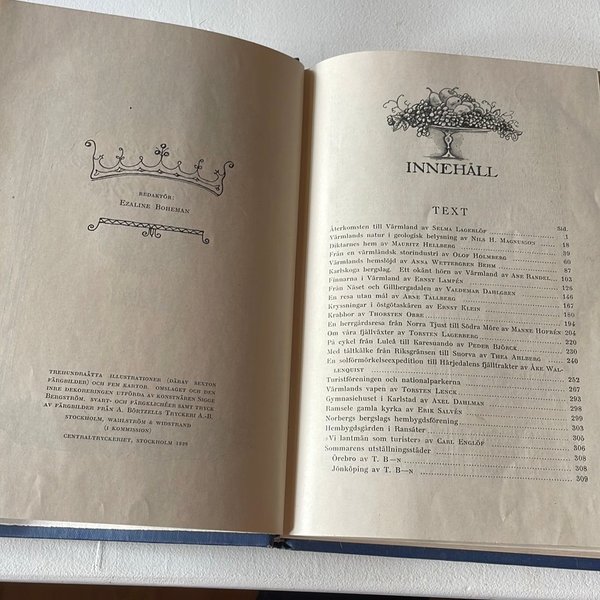 REDAKTÖR:
EZALINE BOHEMAN
TREHUNDRAÅTTA ILLUSTRATIONER (DÄRAV SEXTON
FÄRGBILDER) OCH FEM KARTOR. OMSLAGET OCH DEN
INRE DEKORERINGEN UTFÖRDA AV KONSTNÄREN SIGGE
BERGSTRÖM. SVART- OCH FÄRGKLICHÉER SAMT TRYCK
AV FÄRGBILDER FRÅN A. BÖRTZELLS TRYCKERI A.-B.
STOCKHOLM, WAHLSTRÖM & WIDSTRAND
(I KOMMISSION)
CENTRALTRYCKERIET, STOCKHOLM 1929
INNEHÅLL
TEXT
Sid.
Återkomsten till Värmland av SELMA LAGERLÖF 1
Värmlands natur i geologisk belysning av NILS H. MAGNUSSON 18
Diktarnes hem av MAURITZ HELLBERG 39
Från en värmländsk storindustri av OLOF HOLMBERG 60
Värmlands hemslöjd av ANNA WETTERGREN BEHM 87
Karlskoga bergslag. Ett okänt hörn av Värmland av ANE RANDEL 103
Finnarna i Värmland av ERNST LAMPÉN 126
Från Näset och Gillbergadalen av VALDEMAR DAHLGREN 146
En resa utan mål av ARNE TALLBERG 167
Kryssningar i östgötaskären av ERNST KLEIN 180
Krabbor av THORSTEN ORRE 194
En herrgårdsresa från Norra Tjust till Södra Möre av MANNE HOFRÉN 204
Om våra fjällväxter av TORSTEN LAGERBERG
På cykel från Luleå till Karesuando av PEDER BJÖRCK
Med tältkälke från Riksgränsen till Suorva av THEA AHLBERG
En solförmörkelseexpedition till Härjedalens fjälltrakter av ÅKE WAL-
LENQUIST
Turistföreningen och nationalparkerna 252
Värmlands vapen av TORSTEN LENCK 267
Gymnasiehuset i Karlstad av AXEL DAHLMAN 297
Ramsele gamla kyrka av ERIK SALVÉN 298
Norbergs bergslags hembygdsförening 299
Hembygdsgården i Ransäter 303
»Vi lantmän som turister» av CARL ENGLÖF 305
Sommarens utställningsstäder 306
Örebro av T. B—n 308
Jönköping av T. B—n 309